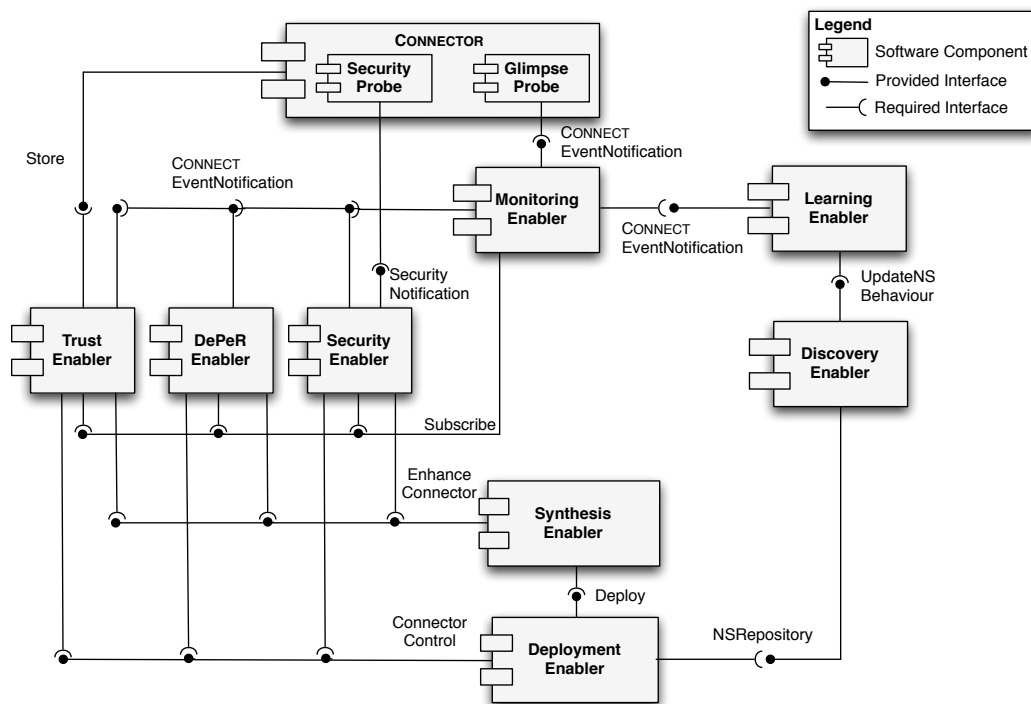 CONNECTOR
Security
Probe
Glimpse
Probe
Legend
Software Component
Provided Interface
Required Interface
Store
CONNECT
EventNotification
CONNECT
EventNotification
Monitoring
Enabler
Learning
Enabler
CONNECT
EventNotification
Security
Notification
UpdateNS
Behaviour
Trust
Enabler
DePeR
Enabler
Security
Enabler
Discovery
Enabler
Subscribe
Enhance
Connector
Synthesis
Enabler
Deploy
Connector
Control
Deployment
Enabler
NSRepository